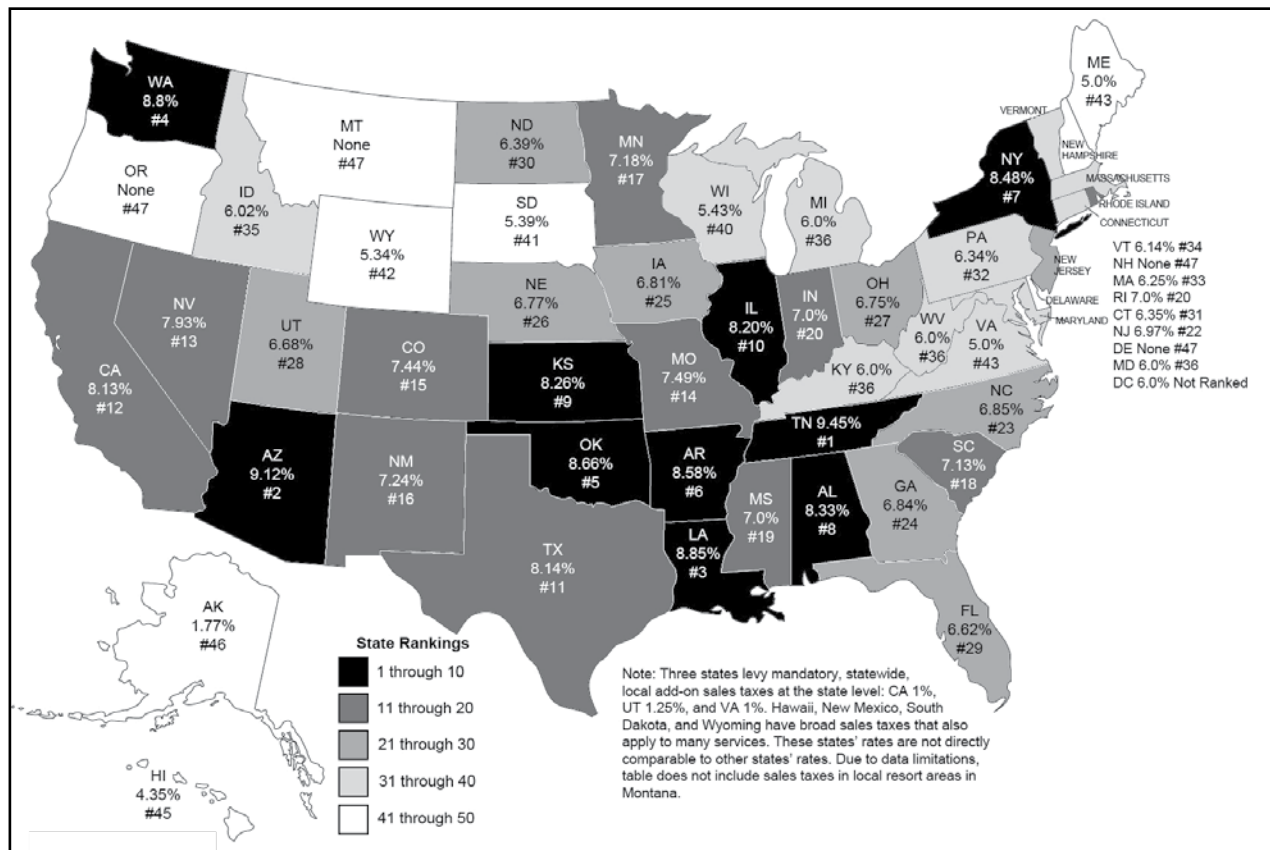 WA
8.8%
#4
OR
None
#47
MT
None
#47
ID
6.02%
#35
WY
5.34%
#42
ND
6.39%
#30
SD
5.39%
#41
NE
6.77%
#26
MN
7.18%
#17
IA
6.81%
#25
WI
5.43%
#40
MI
6.0%
#36
NV
7.93%
#13
CA
8.13%
#12
UT
6.68%
#28
CO
7.44%
#15
AZ
9.12%
#2
NM
7.24%
#16
KS
8.26%
#9
OK
8.66%
#5
TX
8.14%
#11
MO
7.49%
#14
AR
8.58%
#6
LA
8.85%
#3
IL
8.20%
#10
IN
7.0%
#20
OH
6.75%
#27
KY 6.0%
#36
TN 9.45%
#1
MS
7.0%
#19
AL
8.33%
#8
GA
6.84%
#24
FL
6.62%
#29
SC
7.13%
#18
NC
6.85%
#23
VA
5.0%
#43
WV
6.0%
#36
PA
6.34%
#32
NY
8.48%
#7
ME
5.0%
#43
VERMONT
NEW
HAMPSHIRE
MASSACHUSETTS
RHODE ISLAND
CONNECTICUT
NEW
JERSEY
DELAWARE
MARYLAND
VT 6.14% #34
NH None #47
MA 6.25% #33
RI 7.0% #20
CT 6.35% #31
NJ 6.97% #22
DE None #47
MD 6.0% #36
DC 6.0% Not Ranked
AK
1.77%
#46
HI
4.35%
#45
State Rankings
1 through 10
11 through 20
21 through 30
31 through 40
41 through 50
Note: Three states levy mandatory, statewide,
local add-on sales taxes at the state level: CA 1%,
UT 1.25%, and VA 1%. Hawaii, New Mexico, South
Dakota, and Wyoming have broad sales taxes that also
apply to many services. These states' rates are not directly
comparable to other states' rates. Due to data limitations,
table does not include sales taxes in local resort areas in
Montana.